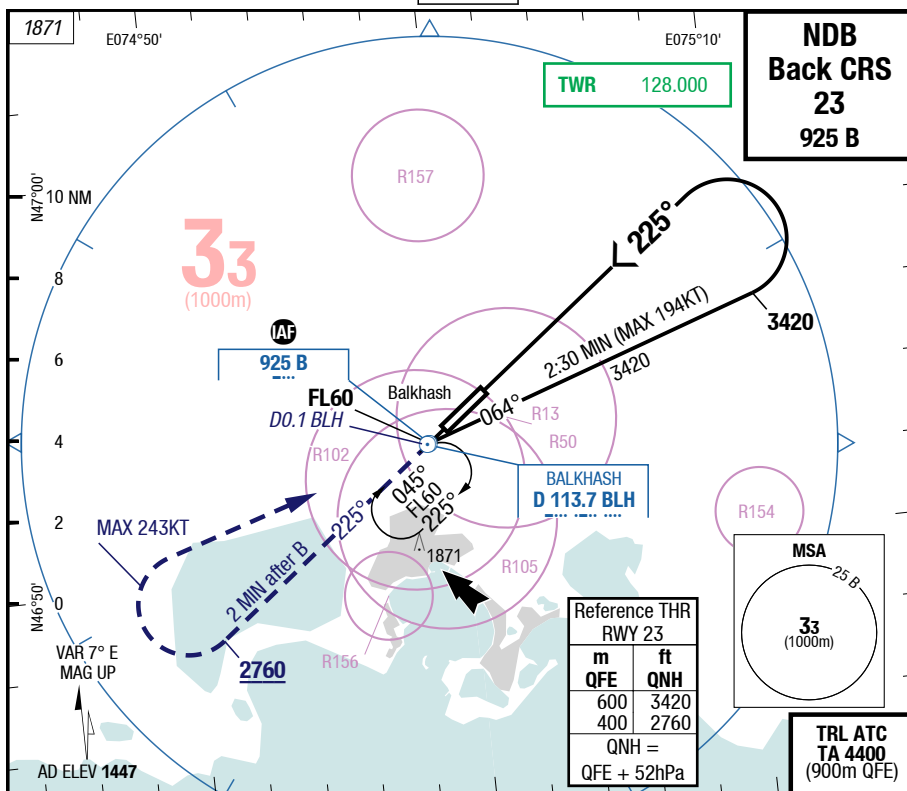 1871
E074°50'
E075°10'
NDB
Back CRS
23
925 B
TWR 128.000
N47°00'
10 NM
R157
33
(1000m)
225°
8
2:30 MIN (MAX 194KT)
3420
3420
IAF
925 B
6
FL60
Balkhash
D0.1 BLH
064°
R13
R50
4
R102
BALKHASH
D 113.7 BLH
045°
FL60
225°
225°
MAX 243KT
2
R154
1871
R105
2 MIN after B
MSA
25 B
33
(1000m)
N46°50'
0
R156
2760
VAR 7° E
MAG UP
Reference THR
RWY 23
m ft
QFE QNH
600 3420
400 2760
QNH =
QFE + 52hPa
TRL ATC
TA 4400
(900m QFE)
AD ELEV 1447